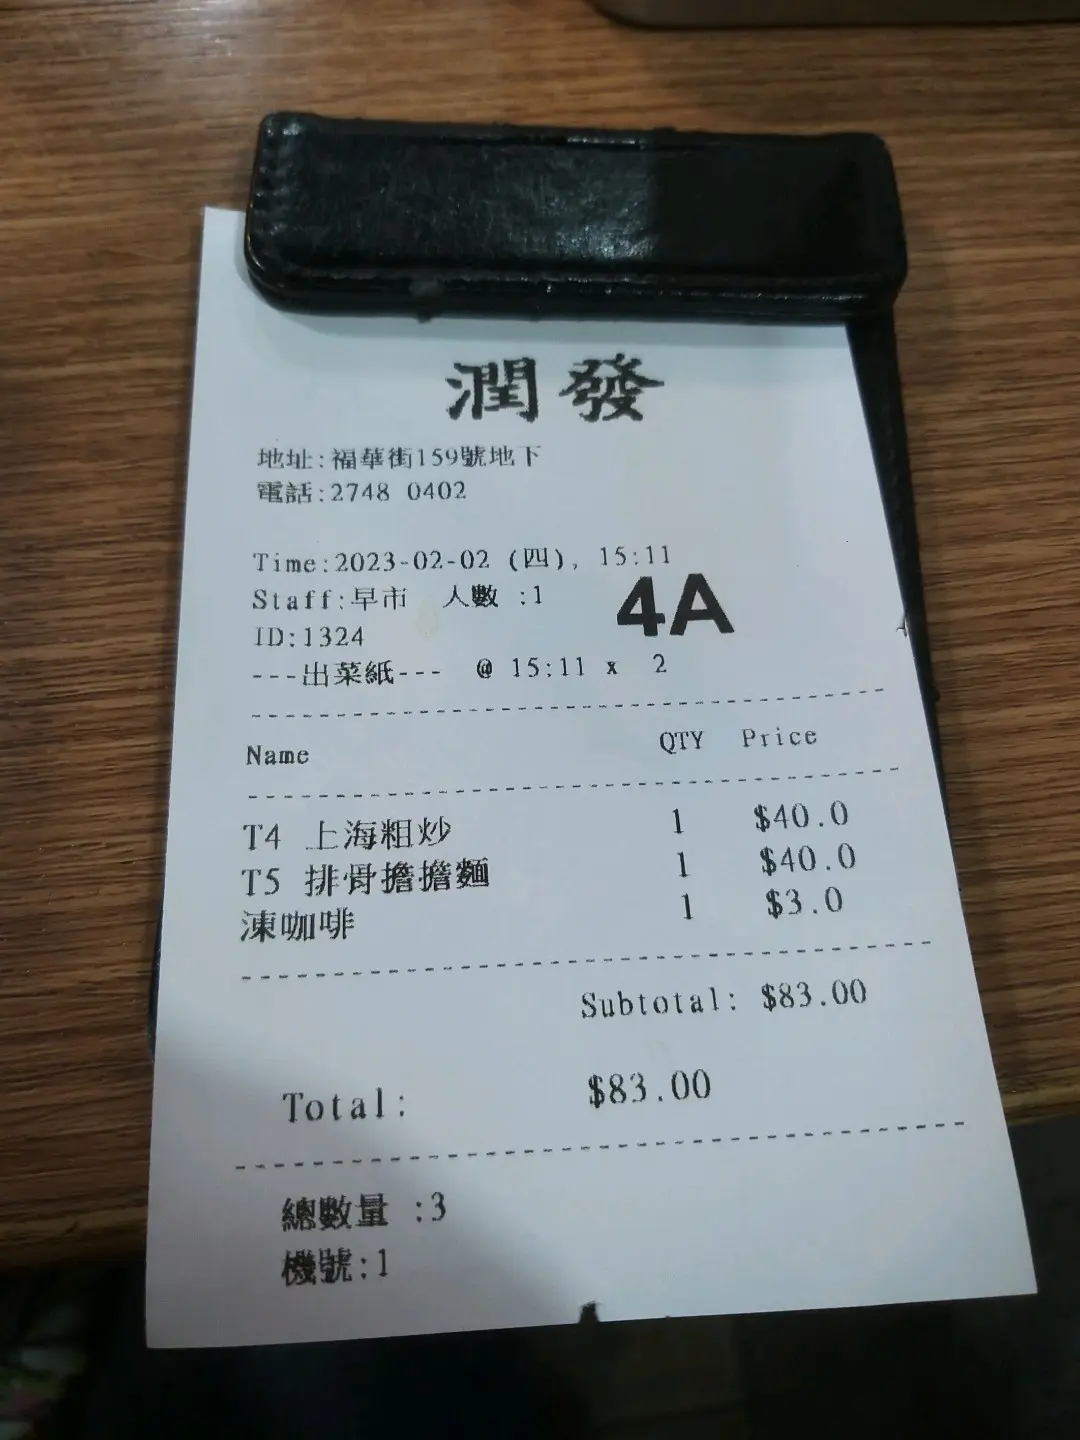 潤發
地址:福華街159號地下
電話:2748 0402
Time:2023-02-02 (四), 15:11
Staff:早市 人數 :1
4A
ID:1324
---出菜紙--- @ 15:11 x 2
Name QTY Price
T4 上海粗炒 1 $40.0
T5 排骨擔擔麵 1 $40.0
凍咖啡 1 $3.0
Subtotal: $83.00
Total: $83.00
總數量 :3
機號:1